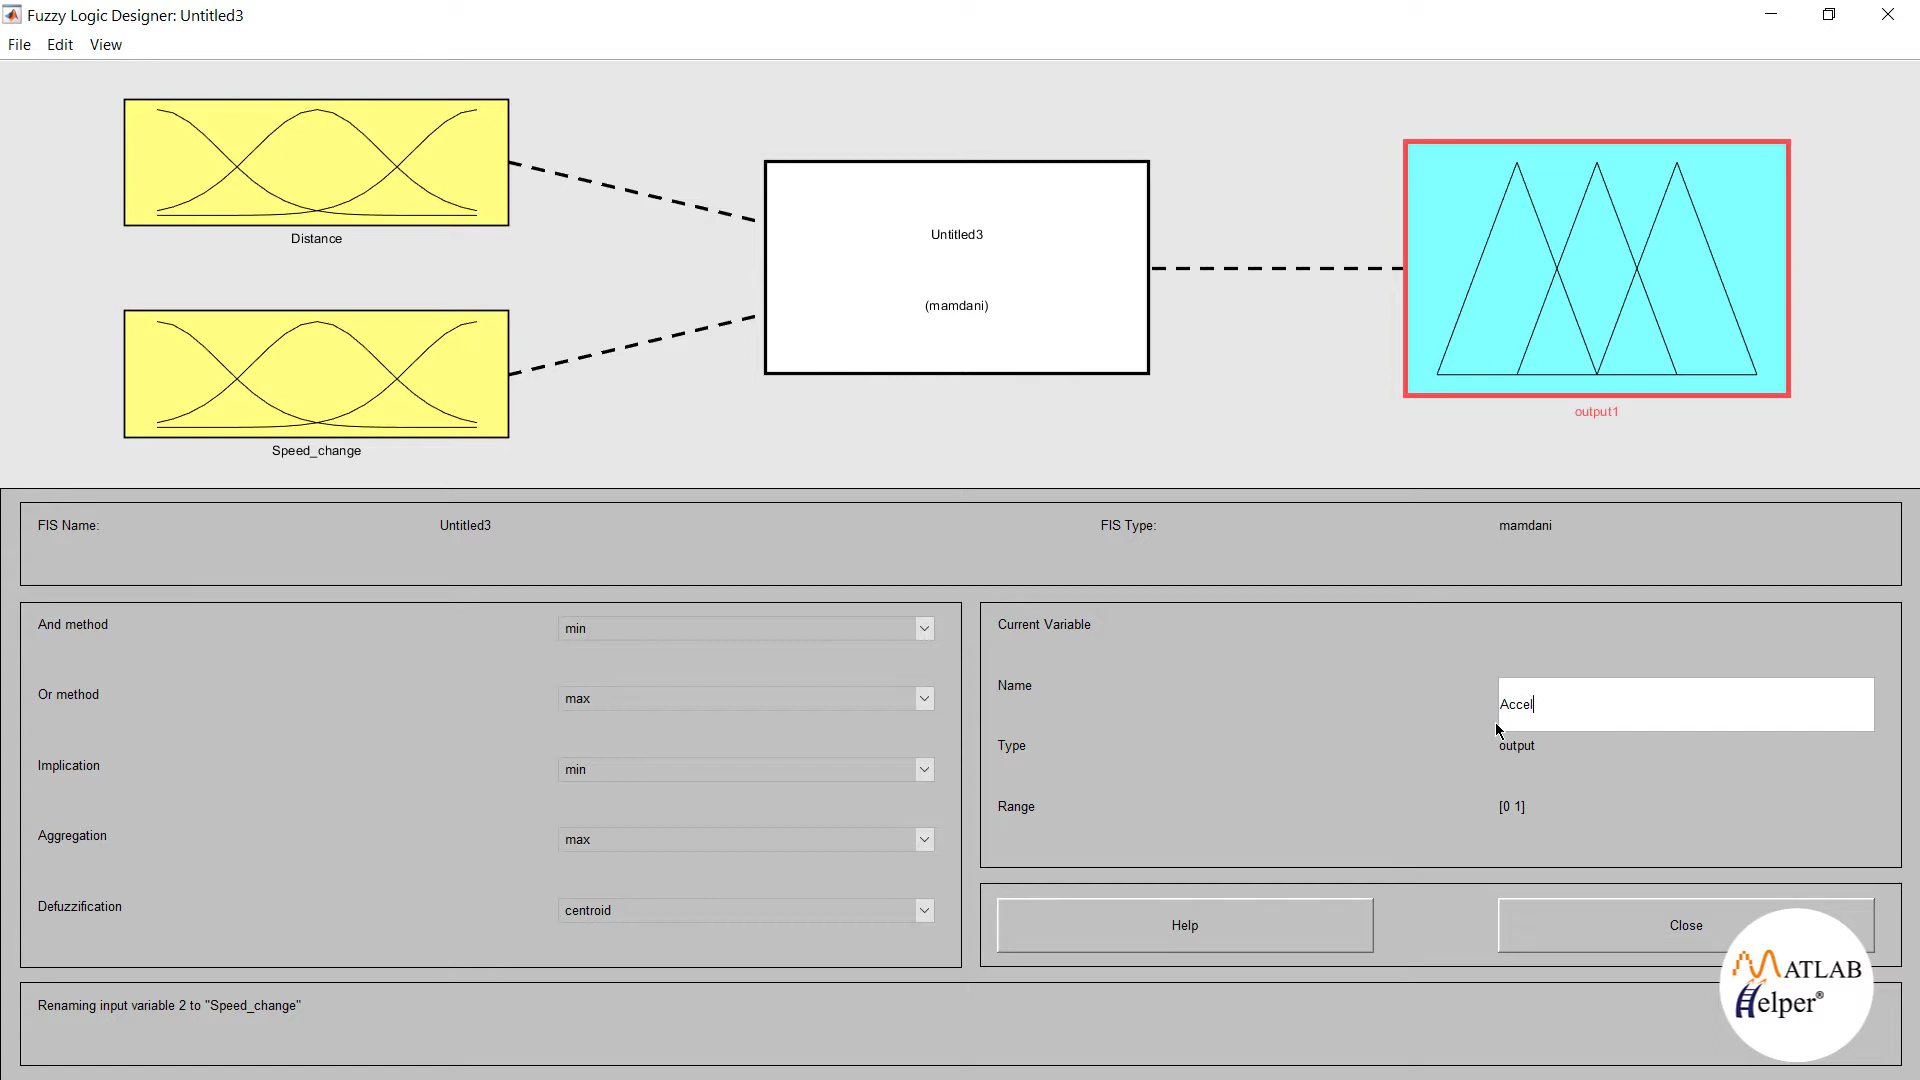 Fuzzy Logic Designer: Untitled3
File Edit View
Distance
Untitled3
(mamdani)
output1
Speed_change
FIS Name: Untitled3 FIS Type: mamdani
And method min
Or method max
Implication min
Aggregation max
Defuzzification centroid
Current Variable
Name Accel
Type output
Range [0 1]
Help Close
Renaming input variable 2 to "Speed_change"
MATLAB
Helper®